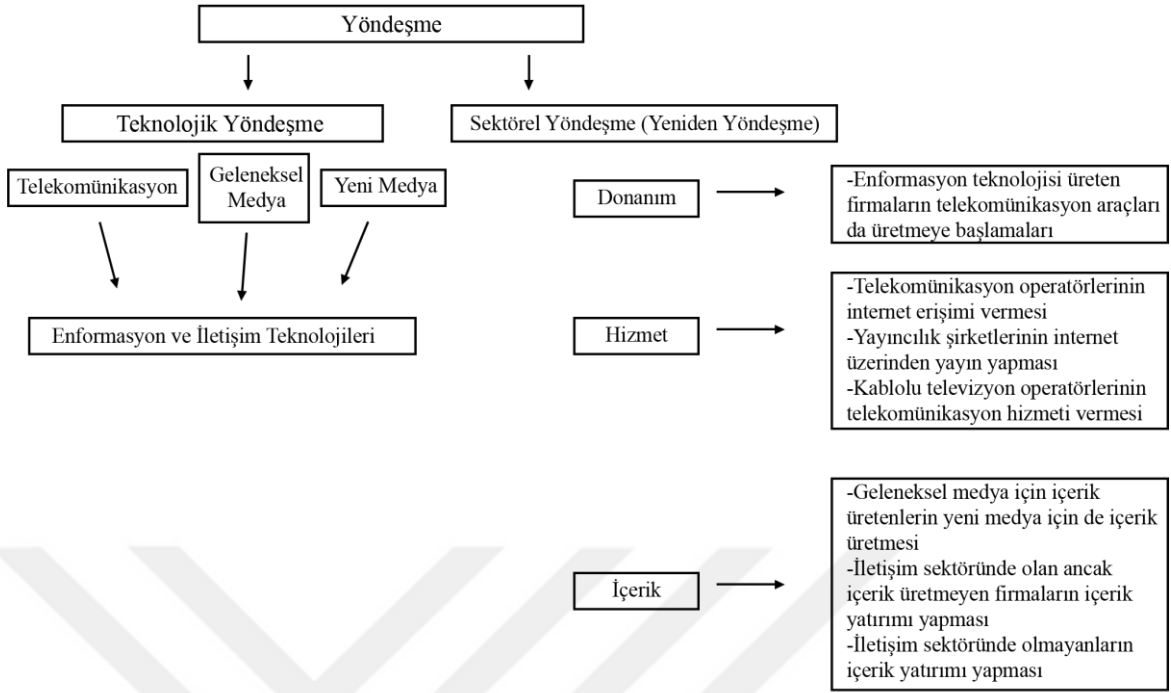 Yöndeşme
Teknolojik Yöndeşme
Sektörel Yöndeşme (Yeniden Yöndeşme)
Telekomünikasyon
Geleneksel
Medya
Yeni Medya
Enformasyon ve İletişim Teknolojileri
Donanım
-Enformasyon teknolojisi üreten
firmaların telekomünikasyon araçları
da üretmeye başlamaları
Hizmet
-Telekomünikasyon operatörlerinin
internet erişimi vermesi
-Yayıncılık şirketlerinin internet
üzerinden yayın yapması
-Kablolu televizyon operatörlerinin
telekomünikasyon hizmeti vermesi
İçerik
-Geleneksel medya için içerik
üretenlerin yeni medya için de içerik
üretmesi
-İletişim sektöründe olan ancak
içerik üretmeyen firmaların içerik
yatırımı yapması
-İletişim sektöründe olmayanların
içerik yatırımı yapması